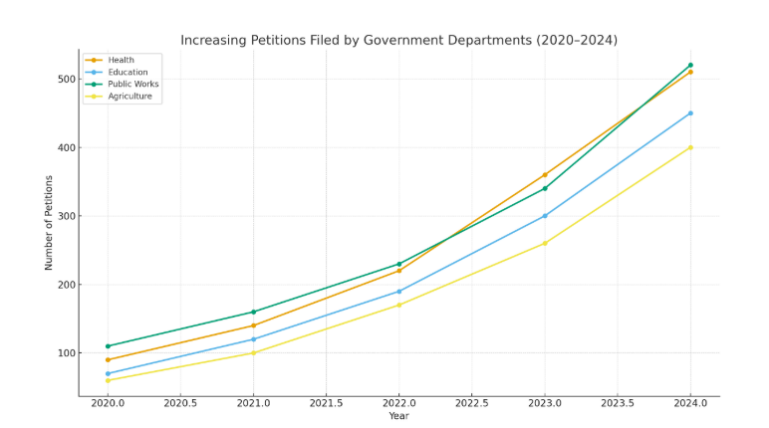 Increasing Petitions Filed by Government Departments (2020–2024)
Health
Education
Public Works
Agriculture
500
400
300
200
100
Number of Petitions
2020.0 2020.5 2021.0 2021.5 2022.0 2022.5 2023.0 2023.5 2024.0
Year